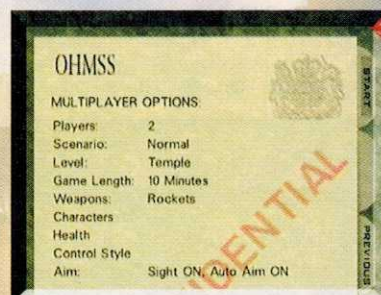 OHMSS
MULTIPLAYER OPTIONS:
Players: 2
Scenario: Normal
Level: Temple
Game Length: 10 Minutes
Weapons: Rockets
Characters
Health
Control Style
Aim: Sight ON, Auto Aim ON
START
PREVIOUS